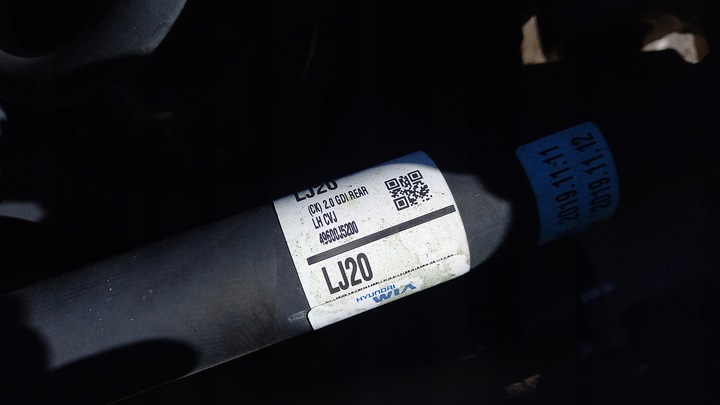 LJ20
(CK) 2.0 GDI REAR
LH CVJ
49600J5200
LJ20
HYUNDAI
WIA
2019.11.11
2019.11.12